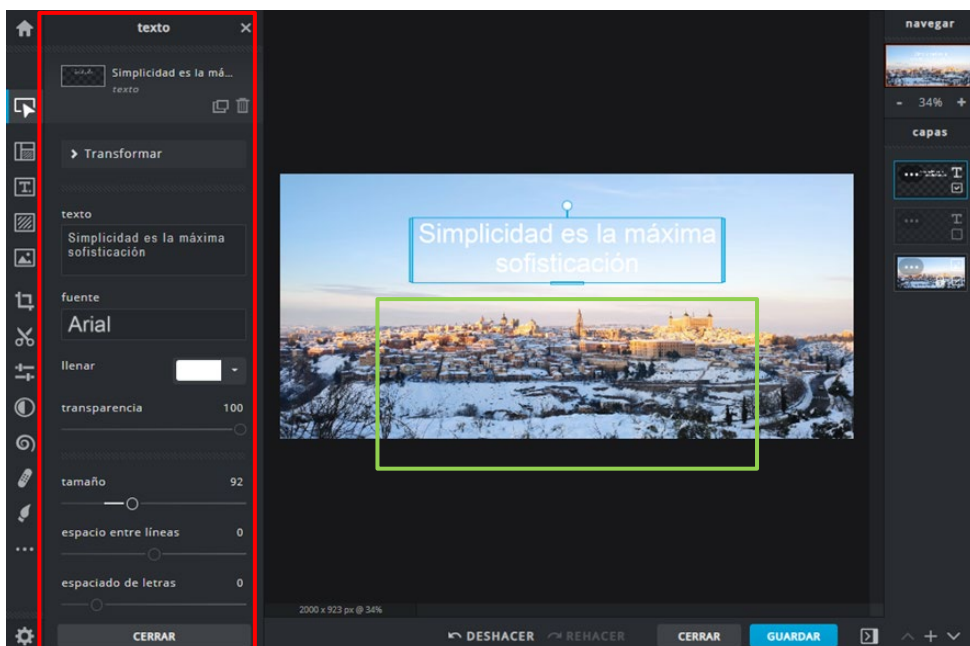 texto
Simplicidad es la má...
texto
Transformar
texto
Simplicidad es la máxima
sofisticación
fuente
Arial
llenar
transparencia 100
tamaño 92
espacio entre líneas 0
espaciado de letras 0
CERRAR
Simplicidad es la máxima
sofisticación
2000 x 923 px @ 34%
DESHACER REHACER CERRAR GUARDAR
navegar
- 34% +
capas
T
T